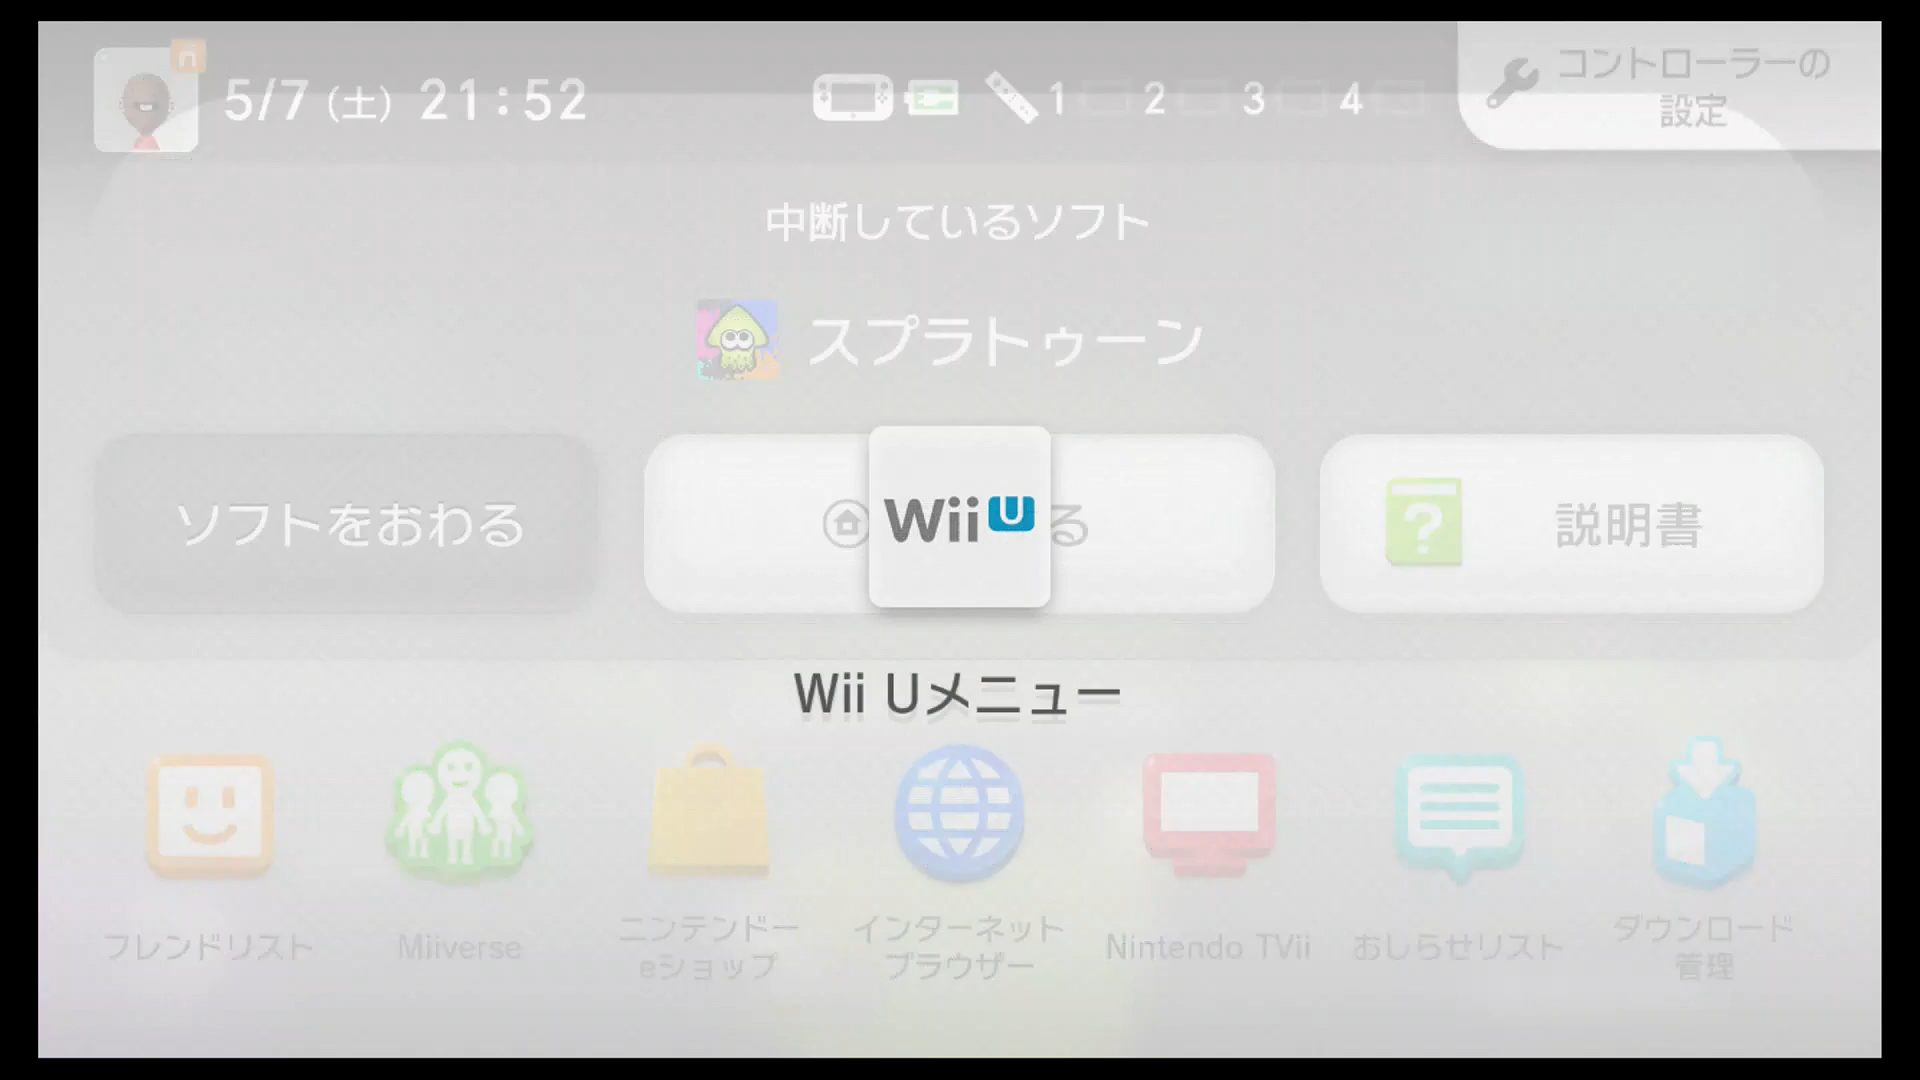 5/7 (土) 21:52
1 2 3 4
コントローラーの
設定
中断しているソフト
スプラトゥーン
ソフトをおわる
る
Wii U
説明書
Wii Uメニュー
フレンドリスト
Miiverse
ニンテンドー
eショップ
インターネット
ブラウザー
Nintendo TVii
おしらせリスト
ダウンロード
管理